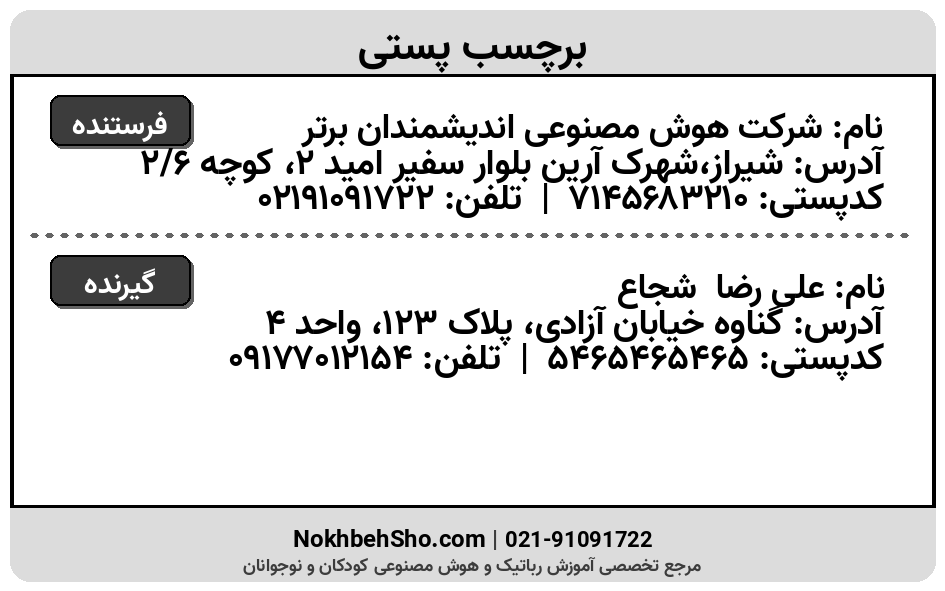 برچسب پستی
فرستنده
نام: شرکت هوش مصنوعی اندیشمندان برتر
آدرس: شیراز،شهرک آرین بلوار سفیر امید ۲، کوچه ۲/۶
کدپستی: ۷۱۴۵۶۸۳۲۱۰ | تلفن: ۰۲۱۹۱۰۹۱۷۲۲
گیرنده
نام: علی رضا شجاع
آدرس: گناوه خیابان آزادی، پلاک ۱۲۳، واحد ۴
کدپستی: ۵۴۶۵۴۶۵۴۶۵ | تلفن: ۰۹۱۷۷۰۱۲۱۵۴
NokhbehSho.com | 021-91091722
مرجع تخصصی آموزش رباتیک و هوش مصنوعی کودکان و نوجوانان